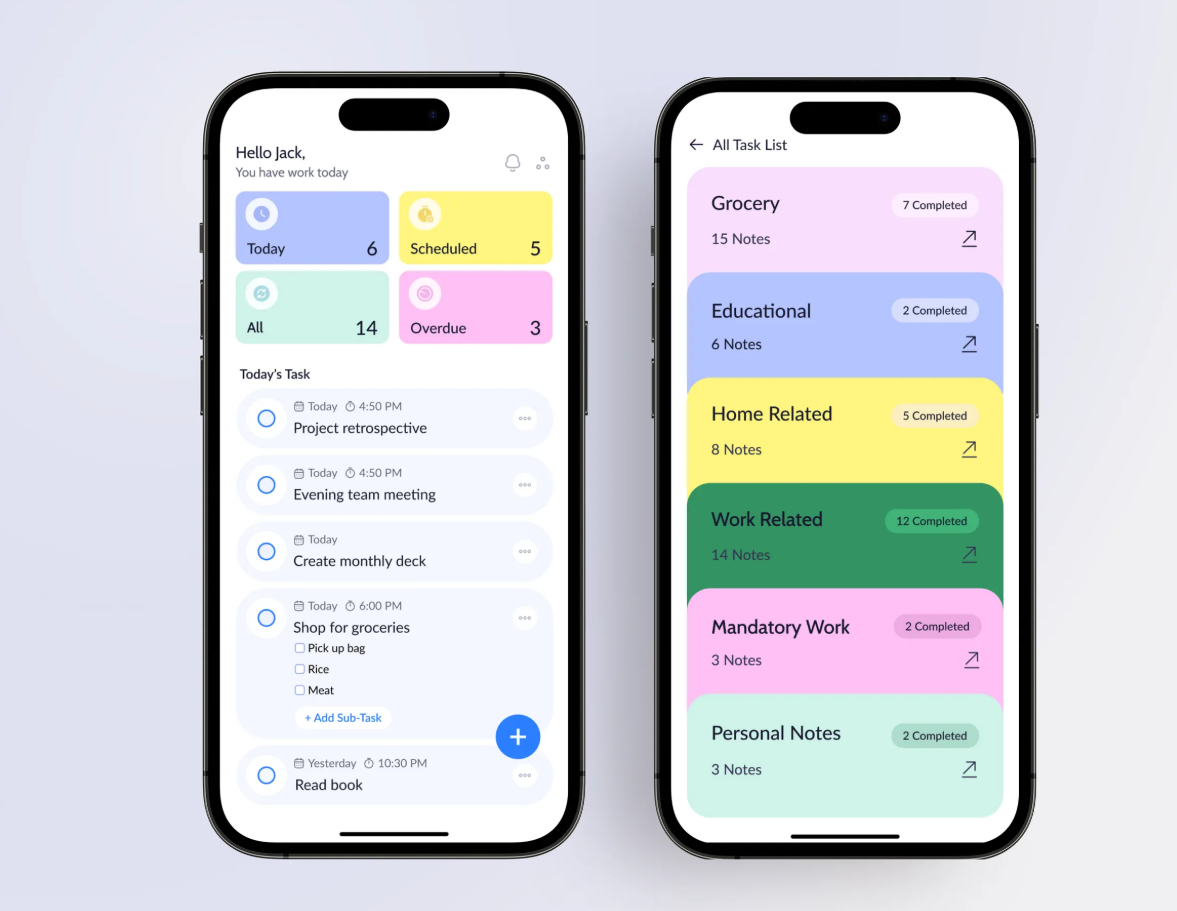 Hello Jack,
You have work today
Today 6
Scheduled 5
All 14
Overdue 3
Today's Task
Today 4:50 PM
Project retrospective
Today 4:50 PM
Evening team meeting
Today
Create monthly deck
Today 6:00 PM
Shop for groceries
Pick up bag
Rice
Meat
+ Add Sub-Task
Yesterday 10:30 PM
Read book
All Task List
Grocery 7 Completed
15 Notes
Educational 2 Completed
6 Notes
Home Related 5 Completed
8 Notes
Work Related 12 Completed
14 Notes
Mandatory Work 2 Completed
3 Notes
Personal Notes 2 Completed
3 Notes